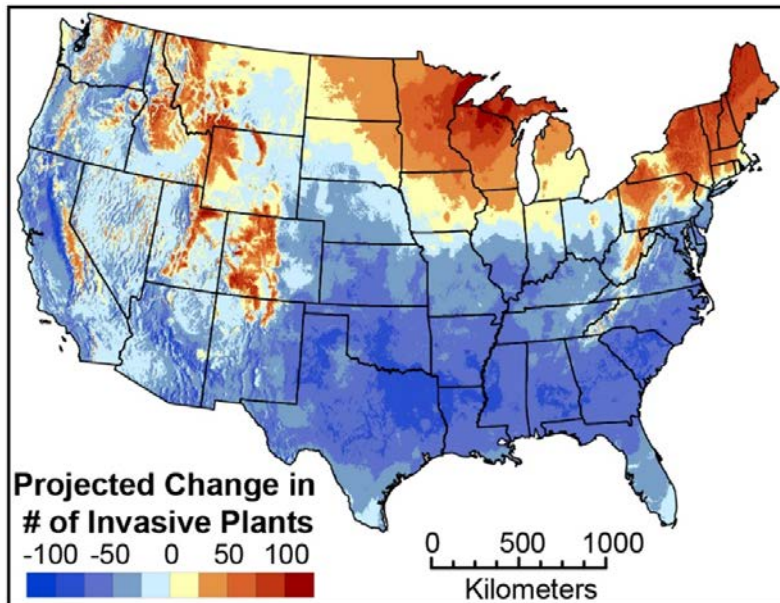 Projected Change in
# of Invasive Plants
-100 -50 0 50 100
0 500 1000
Kilometers